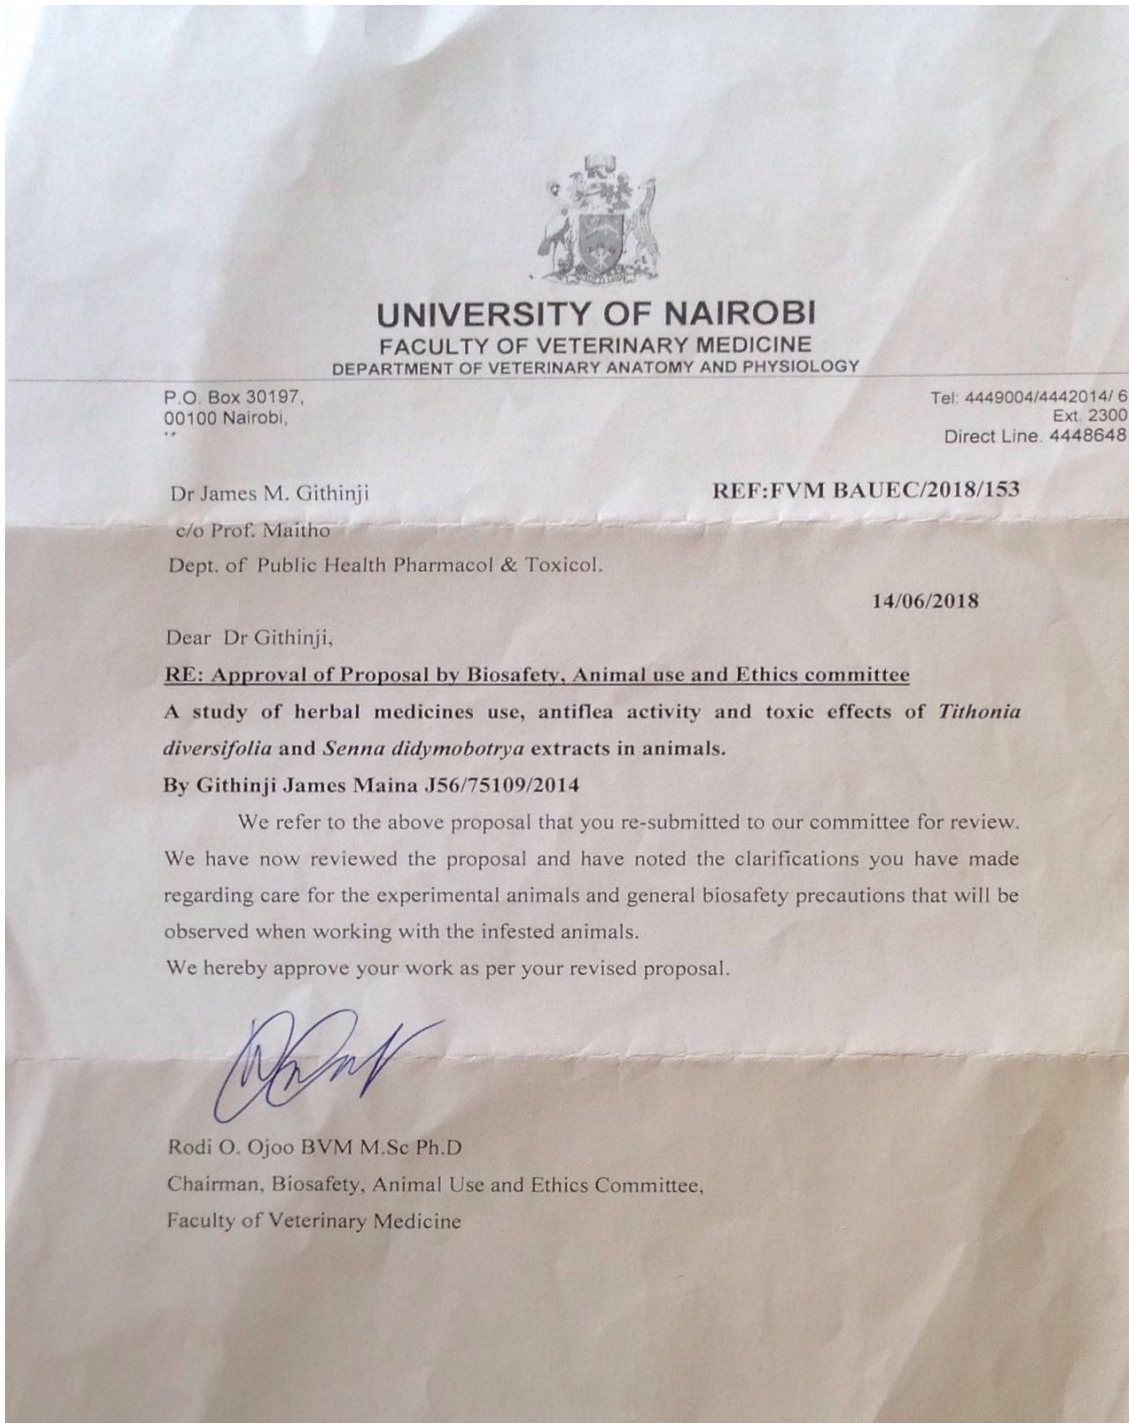 UNIVERSITY OF NAIROBI
FACULTY OF VETERINARY MEDICINE
DEPARTMENT OF VETERINARY ANATOMY AND PHYSIOLOGY
P.O. Box 30197,
00100 Nairobi,
Tel: 4449004/4442014/ 6
Ext. 2300
Direct Line. 4448648
Dr James M. Githinji
REF:FVM BAUEC/2018/153
c/o Prof. Maitho
Dept. of Public Health Pharmacol & Toxicol.
14/06/2018
Dear Dr Githinji,
RE: Approval of Proposal by Biosafety, Animal use and Ethics committee
A study of herbal medicines use, antiflea activity and toxic effects of Tithonia
diversifolia and Senna didymobotrya extracts in animals.
By Githinji James Maina J56/75109/2014
We refer to the above proposal that you re-submitted to our committee for review.
We have now reviewed the proposal and have noted the clarifications you have made
regarding care for the experimental animals and general biosafety precautions that will be
observed when working with the infested animals.
We hereby approve your work as per your revised proposal.
Rodi O. Ojoo BVM M.Sc Ph.D
Chairman, Biosafety, Animal Use and Ethics Committee,
Faculty of Veterinary Medicine